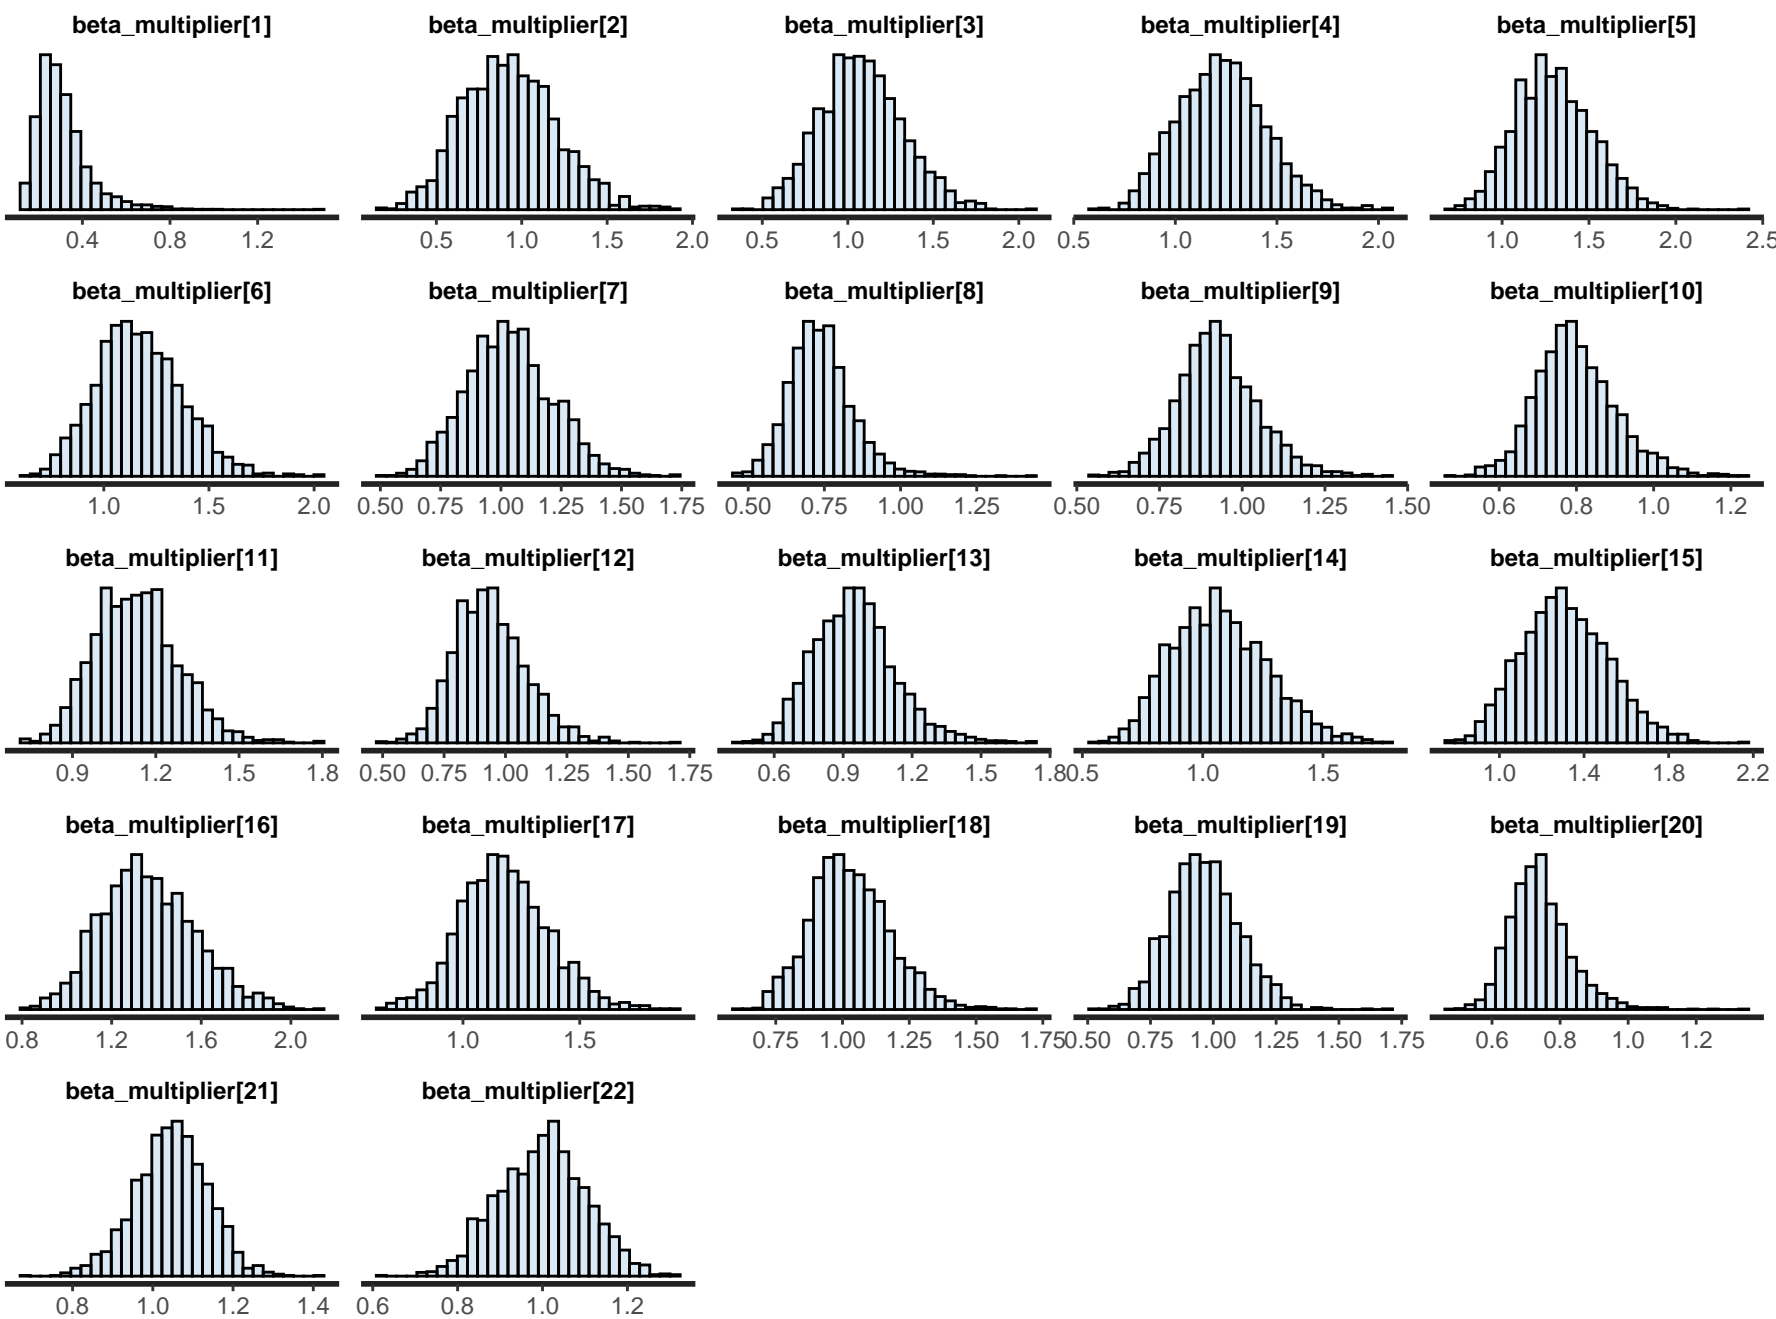 beta_multiplier[1] beta_multiplier[2] beta_multiplier[3] beta_multiplier[4] beta_multiplier[5]
0.4 0.8 1.2 0.5 1.0 1.5 2.0 0.5 1.0 1.5 2.0 0.5 1.0 1.5 2.0 1.0 1.5 2.0 2.5
beta_multiplier[6] beta_multiplier[7] beta_multiplier[8] beta_multiplier[9] beta_multiplier[10]
1.0 1.5 2.0 0.50 0.75 1.00 1.25 1.50 1.75 0.50 0.75 1.00 1.25 0.50 0.75 1.00 1.25 1.50 0.6 0.8 1.0 1.2
beta_multiplier[11] beta_multiplier[12] beta_multiplier[13] beta_multiplier[14] beta_multiplier[15]
0.9 1.2 1.5 1.8 0.50 0.75 1.00 1.25 1.50 1.75 0.6 0.9 1.2 1.5 1.8 0.5 1.0 1.5 1.0 1.4 1.8 2.2
beta_multiplier[16] beta_multiplier[17] beta_multiplier[18] beta_multiplier[19] beta_multiplier[20]
0.8 1.2 1.6 2.0 1.0 1.5 0.75 1.00 1.25 1.50 1.75 0.50 0.75 1.00 1.25 1.50 1.75 0.6 0.8 1.0 1.2
beta_multiplier[21] beta_multiplier[22]
0.8 1.0 1.2 1.4 0.6 0.8 1.0 1.2